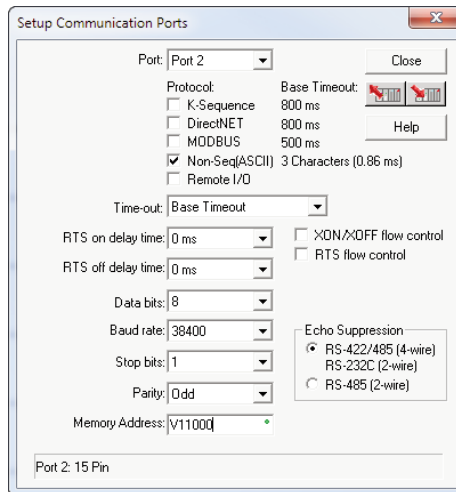 Setup Communication Ports
Port: Port 2
Close
Protocol: Base Timeout:
K-Sequence 800 ms
DirectNET 800 ms
Help
MODBUS 500 ms
Non-Seq(ASCII) 3 Characters (0.86 ms)
Remote I/O
Time-out: Base Timeout
RTS on delay time: 0 ms
XON/XOFF flow control
RTS flow control
RTS off delay time: 0 ms
Data bits: 8
Baud rate: 38400
Echo Suppression
RS-422/485 (4-wire)
RS-232C (2-wire)
Stop bits: 1
RS-485 (2-wire)
Parity: Odd
Memory Address: V11000
Port 2: 15 Pin